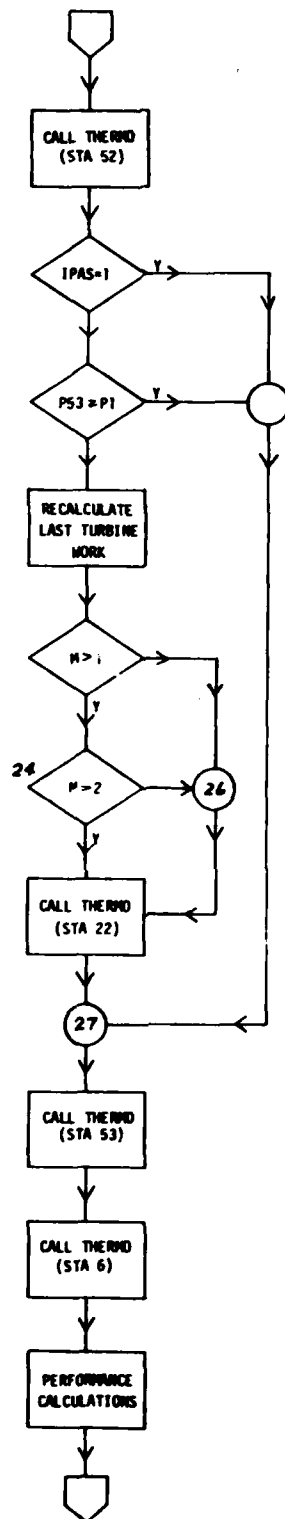 CALL THERMO
(STA 52)
IPAS=1
Y
P53 ≥ P1
Y
RECALCULATE
LAST TURBINE
WORK
M>1
Y
24
M>2
26
Y
CALL THERMO
(STA 22)
27
CALL THERMO
(STA 53)
CALL THERMO
(STA 6)
PERFORMANCE
CALCULATIONS